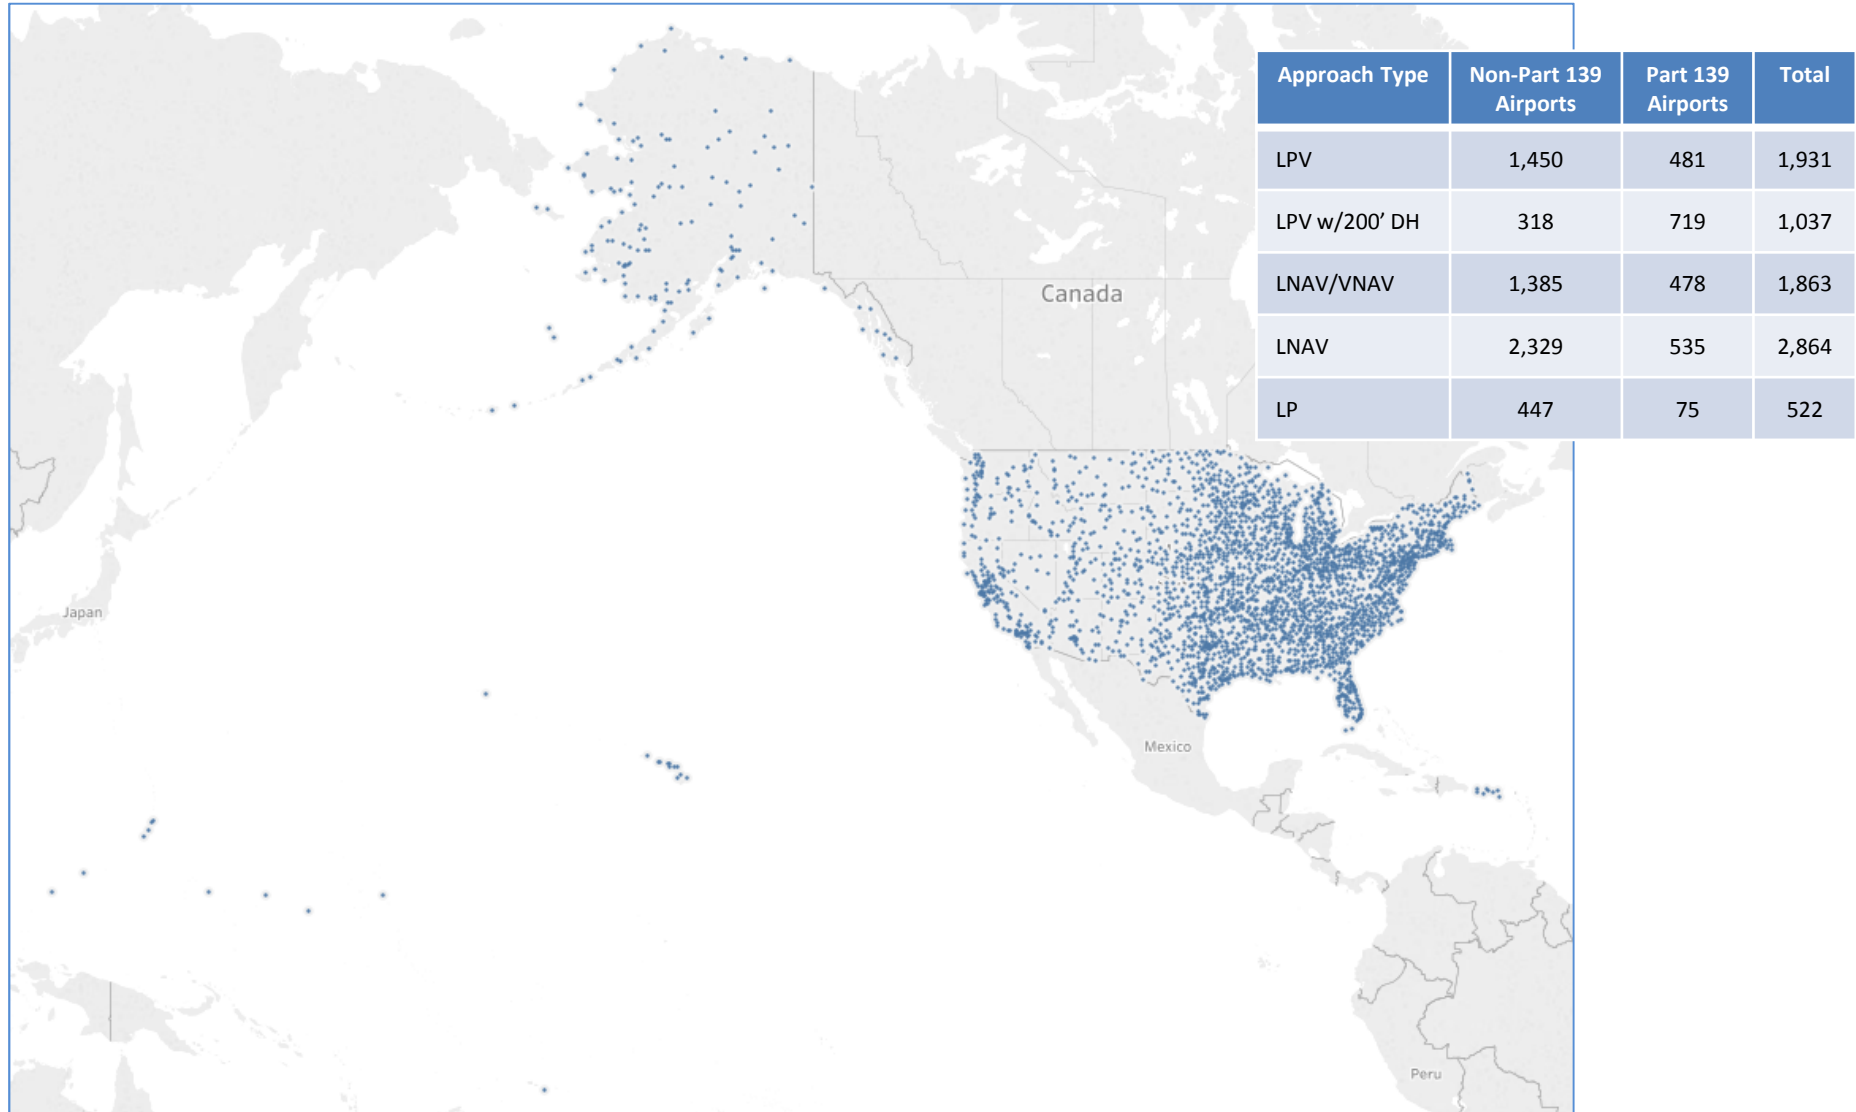 Approach Type Non-Part 139 Airports Part 139 Airports Total
LPV 1,450 481 1,931
LPV w/200’ DH 318 719 1,037
LNAV/VNAV 1,385 478 1,863
LNAV 2,329 535 2,864
LP 447 75 522
Canada
Japan
Mexico
Peru